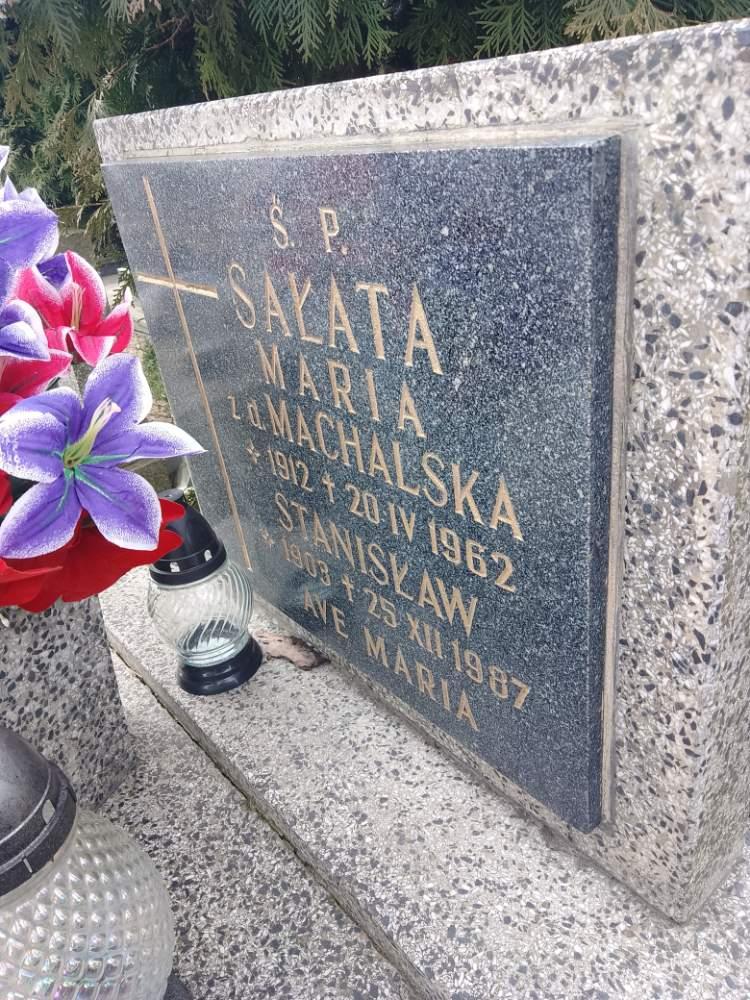 Ś. P.
SAŁATA
MARIA
z d. MACHALSKA
* 1912 † 20 IV 1962
STANISŁAW
* 1903 † 25 XII 1987
AVE MARIA